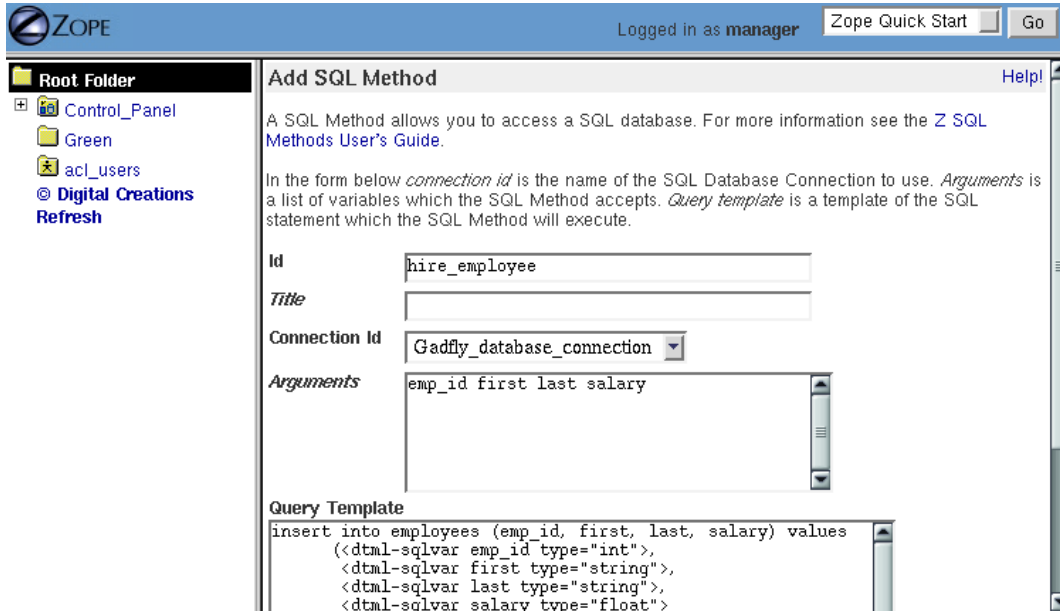 ZOPE
Logged in as manager
Zope Quick Start
Go
Root Folder
Control_Panel
Green
acl_users
© Digital Creations
Refresh
Add SQL Method
Help!
A SQL Method allows you to access a SQL database. For more information see the Z SQL
Methods User's Guide.
In the form below connection id is the name of the SQL Database Connection to use. Arguments is
a list of variables which the SQL Method accepts. Query template is a template of the SQL
statement which the SQL Method will execute.
Id
hire_employee
Title
Connection Id
Gadfly_database_connection
Arguments
emp_id first last salary
Query Template
insert into employees (emp_id, first, last, salary) values
(<dtml-sqlvar emp_id type="int">,
<dtml-sqlvar first type="string">,
<dtml-sqlvar last type="string">,
<dtml-sqlvar salary type="float">